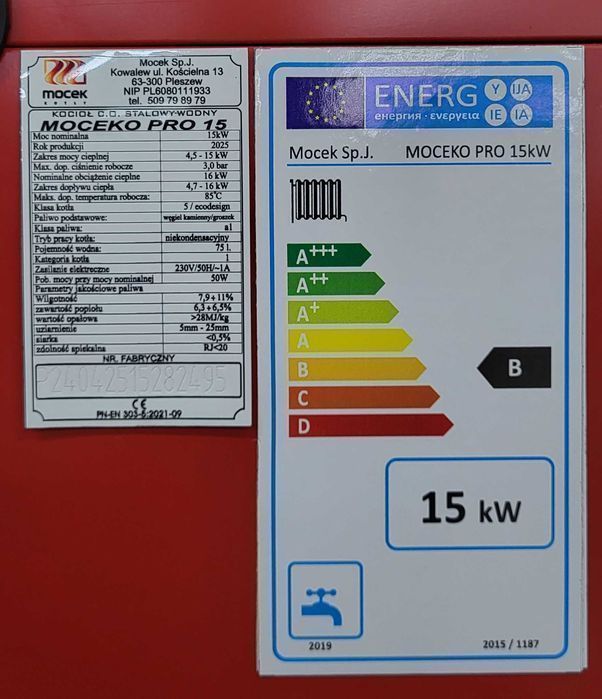 mocek
KOTŁY
Mocek Sp.J.
Kowalew ul. Kościelna 13
63-300 Pleszew
NIP PL6080111933
tel. 509 79 89 79
KOCIOŁ C.O. STALOWY-WODNY
MOCEKO PRO 15
Moc nominalna 15kW
Rok produkcji 2025
Zakres mocy cieplnej 4,5 - 15 kW
Max. dop. ciśnienie robocze 3,0 bar
Nominalne obciążenie cieplne 16 kW
Zakres dopływu ciepła 4,7 - 16 kW
Maks. dop. temperatura robocza: 85°C
Klasa kotła 5 / ecodesign
Paliwo podstawowe: węgiel kamienny/groszek
Klasa paliwa: a1
Tryb pracy kotła: niekondensacyjny
Pojemność wodna: 75 l.
Kategoria kotła 1
Zasilanie elektryczne 230V/50H/~1A
Pob. mocy przy mocy nominalnej 50W
Parametry jakościowe paliwa
Wilgotność 7,9÷11%
zawartość popiołu 6,3÷6,5%
wartość opałowa >28MJ/kg
uziarnienie 5mm - 25mm
siarka <0,5%
zdolność spiekalna RI<20
NR. FABRYCZNY
P24042515282495
CE
PN-EN 303-5:2021-09
ENERG
енергия · ενεργεια
Y IJA
IE IA
Mocek Sp.J. MOCEKO PRO 15kW
A+++
A++
A+
A
B
C
D
B
15 kW
2019
2015 / 1187